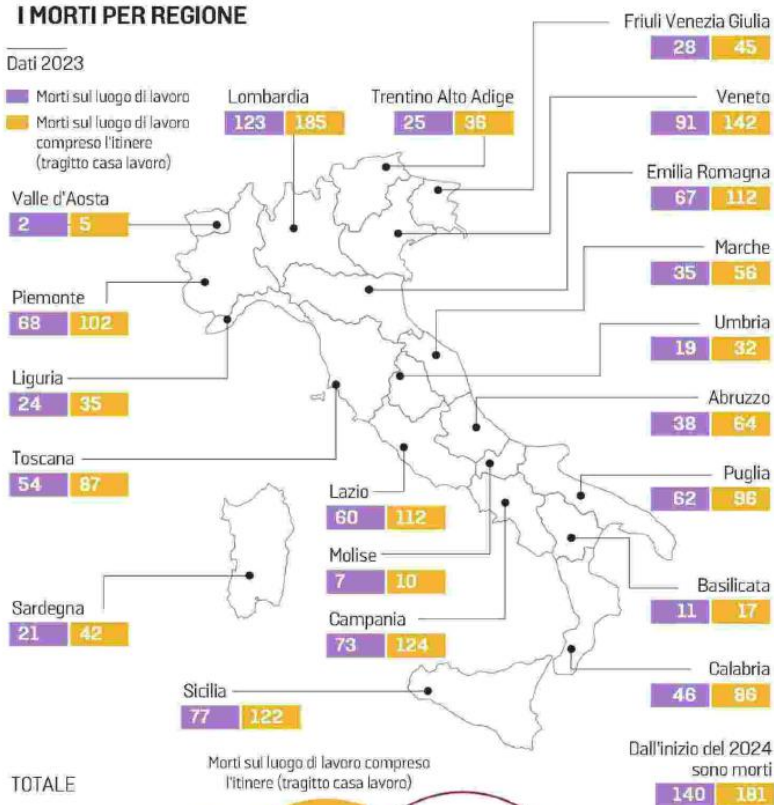 I MORTI PER REGIONE
Dati 2023
Morti sul luogo di lavoro
Morti sul luogo di lavoro
compreso l'itinere
(tragitto casa lavoro)
Lombardia
123 185
Trentino Alto Adige
25 36
Friuli Venezia Giulia
28 45
Veneto
91 142
Emilia Romagna
67 112
Marche
35 56
Umbria
19 32
Abruzzo
38 64
Puglia
62 96
Basilicata
11 17
Calabria
46 86
Valle d'Aosta
2 5
Piemonte
68 102
Liguria
24 35
Toscana
54 87
Sardegna
21 42
Lazio
60 112
Molise
7 10
Campania
73 124
Sicilia
77 122
TOTALE
Morti sul luogo di lavoro compreso
l'itinere (tragitto casa lavoro)
Dall'inizio del 2024
sono morti
140 181